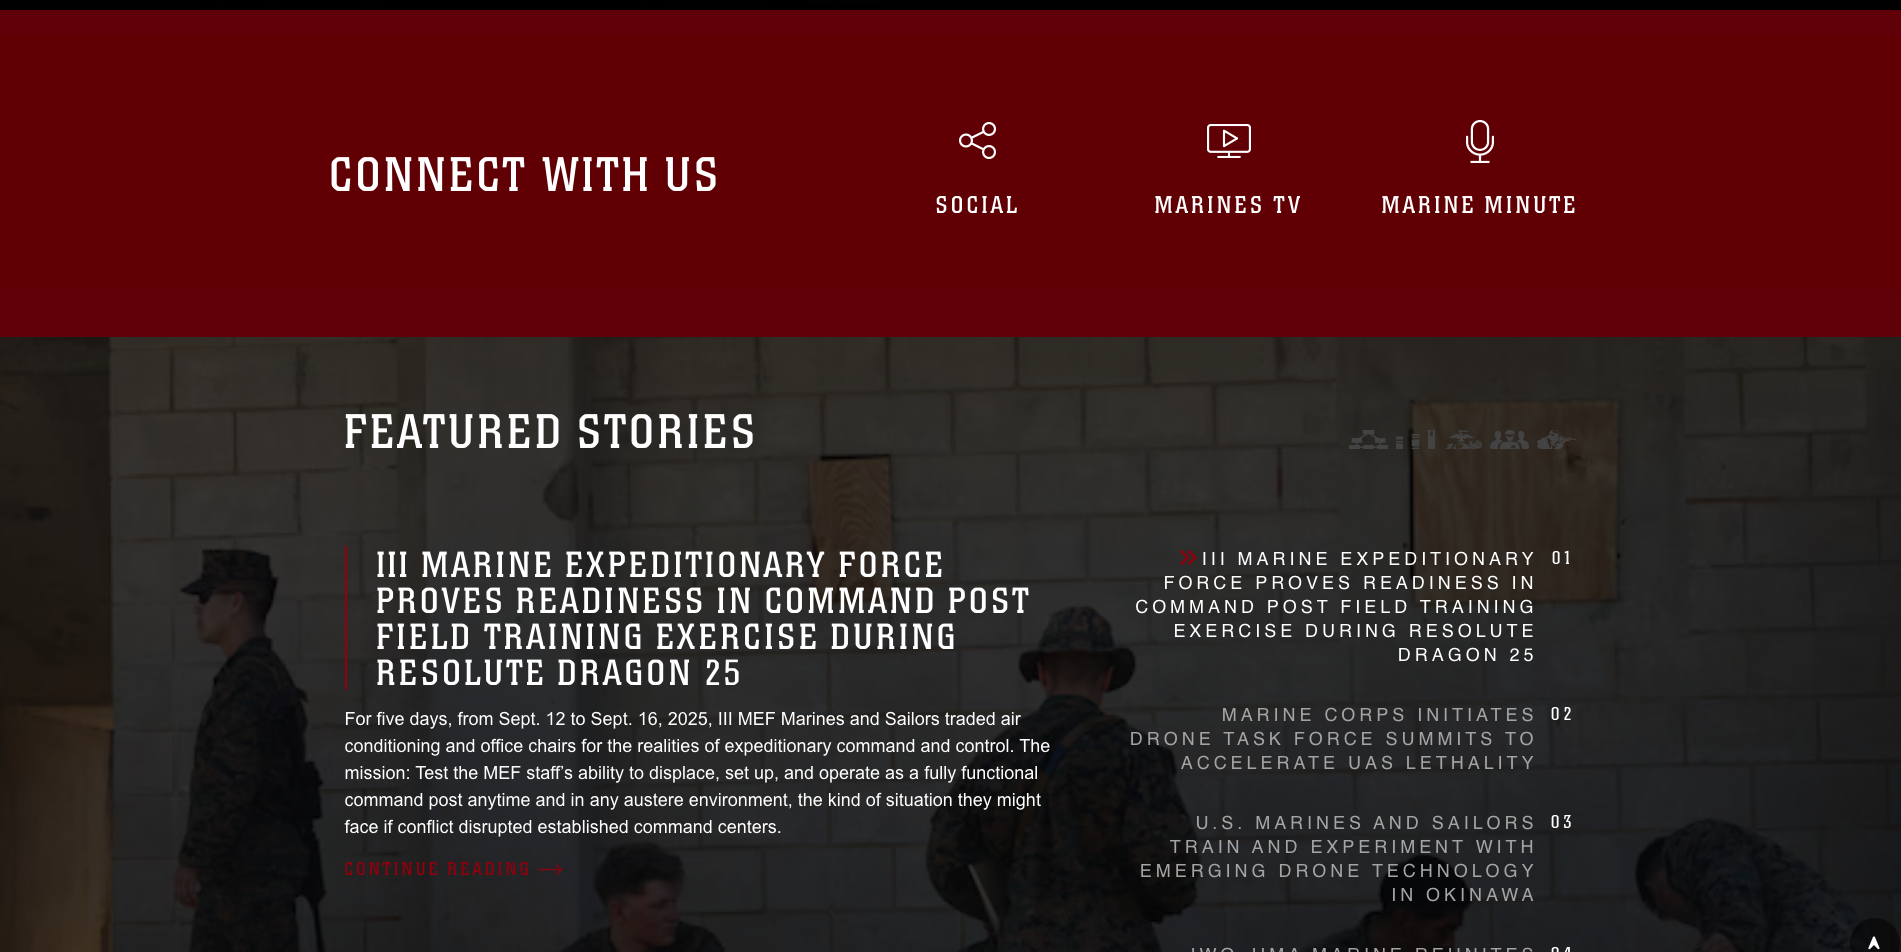 CONNECT WITH US
SOCIAL
MARINES TV
MARINE MINUTE
FEATURED STORIES
III MARINE EXPEDITIONARY FORCE
PROVES READINESS IN COMMAND POST
FIELD TRAINING EXERCISE DURING
RESOLUTE DRAGON 25
For five days, from Sept. 12 to Sept. 16, 2025, III MEF Marines and Sailors traded air
conditioning and office chairs for the realities of expeditionary command and control. The
mission: Test the MEF staff's ability to displace, set up, and operate as a fully functional
command post anytime and in any austere environment, the kind of situation they might
face if conflict disrupted established command centers.
CONTINUE READING
III MARINE EXPEDITIONARY 01
FORCE PROVES READINESS IN
COMMAND POST FIELD TRAINING
EXERCISE DURING RESOLUTE
DRAGON 25
MARINE CORPS INITIATES 02
DRONE TASK FORCE SUMMITS TO
ACCELERATE UAS LETHALITY
U.S. MARINES AND SAILORS 03
TRAIN AND EXPERIMENT WITH
EMERGING DRONE TECHNOLOGY
IN OKINAWA
MARINE REUNITES 04